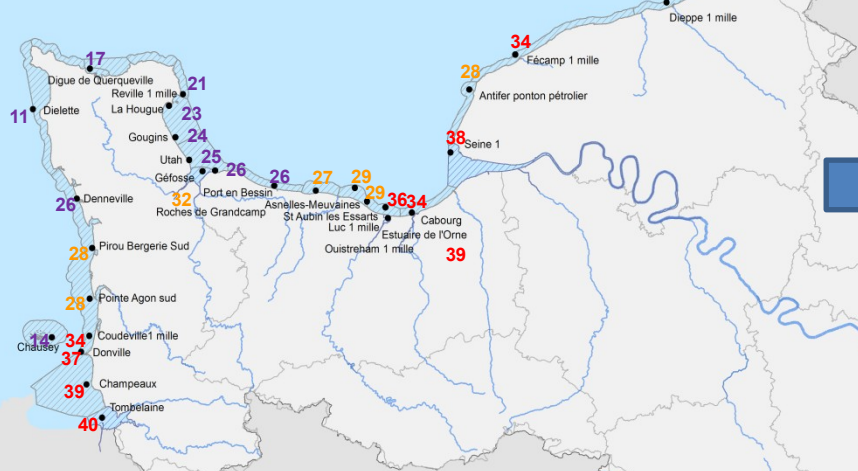 Dieppe 1 mille
34
Fécamp 1 mille
17
Digue de Querqueville
28
21
Reville 1 mille
Antifer ponton pétrolier
La Hougue
11
Dielette
23
Gougins
24
38
Seine 1
Utah
25
26
Géfosse
26
27
29
Port en Bessin
32
29
26
Denneville
Asnelles-Meuvaines
36
34
Roches de Grandcamp
St Aubin les Essarts
Cabourg
Luc 1 mille
Estuaire de l'Orne
Ouistreham 1 mille
28
Pirou Bergerie Sud
39
28
Pointe Agon sud
14
34
Coudeville1 mille
Chausey
37
Donville
39
Champeaux
Tombelaine
40